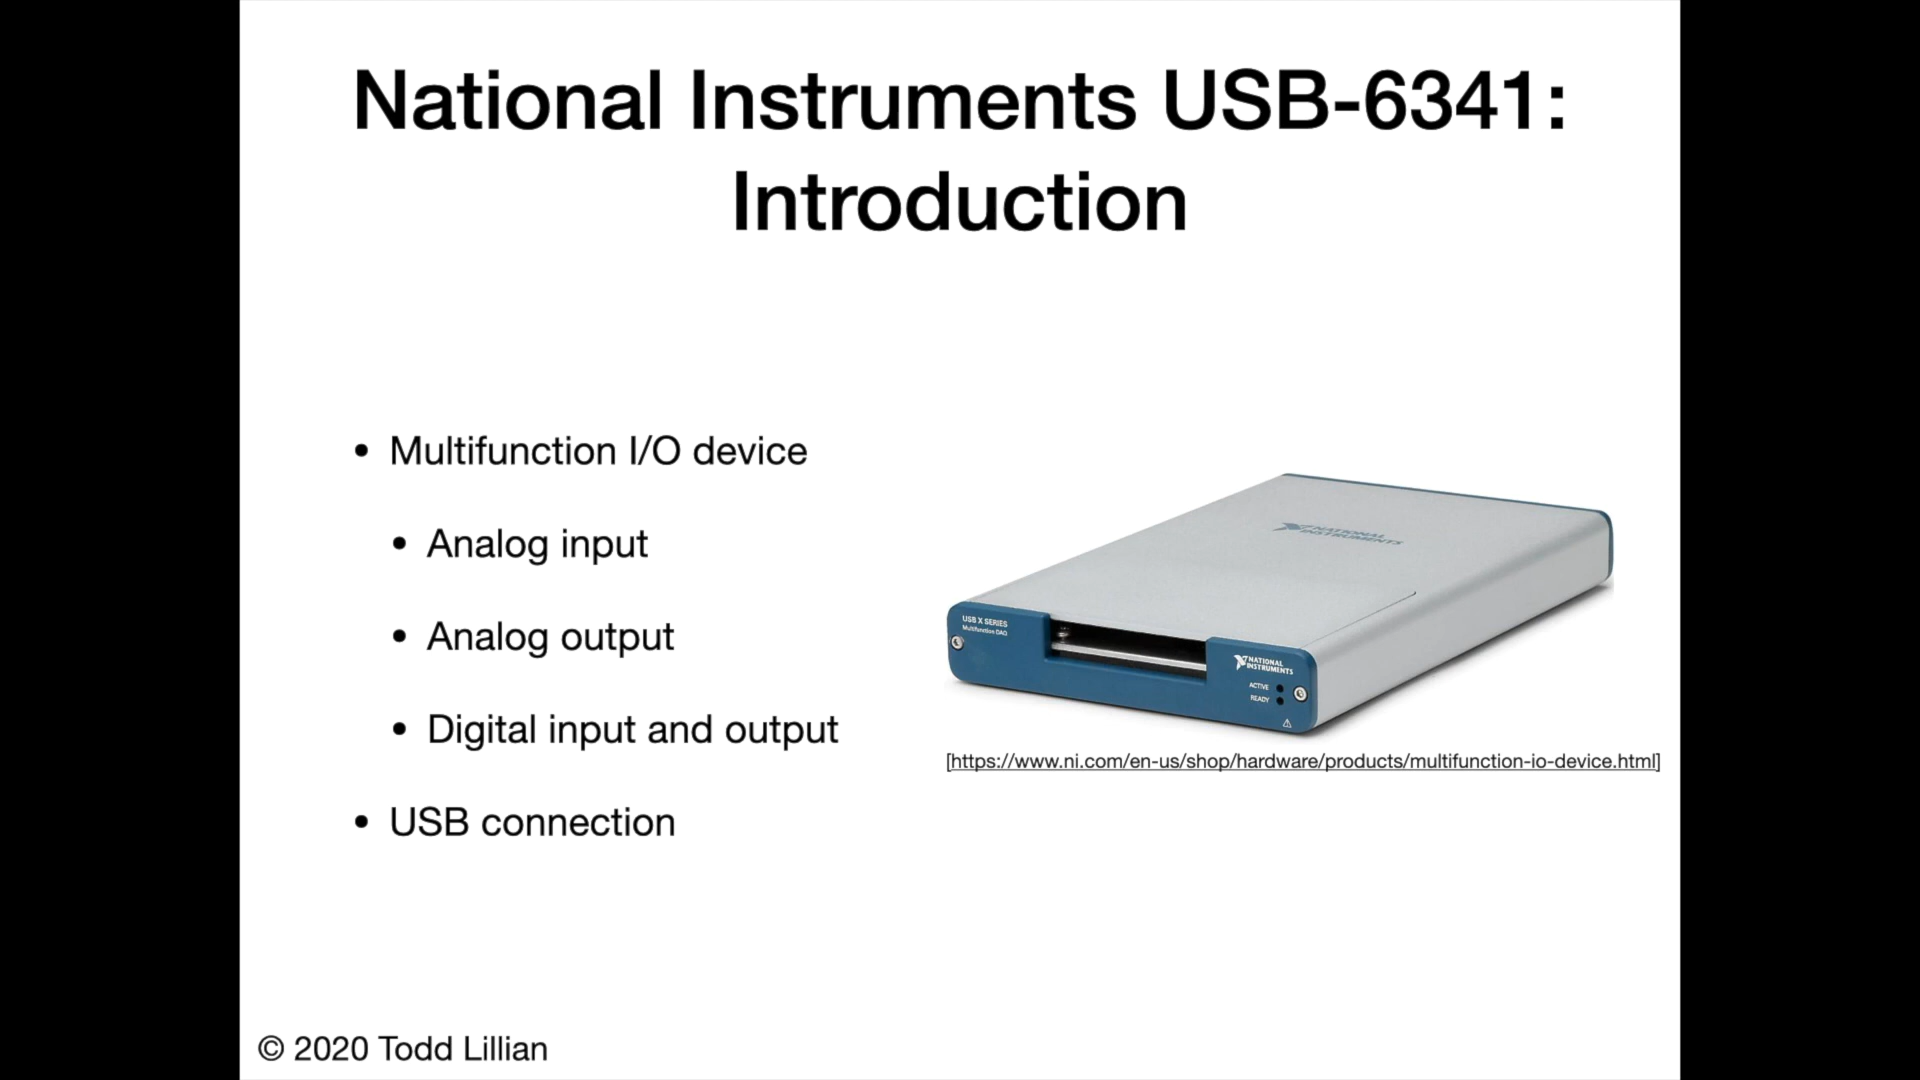 National Instruments USB-6341:
Introduction
• Multifunction I/O device
• Analog input
• Analog output
• Digital input and output
• USB connection
NATIONAL
INSTRUMENTS
USB X SERIES
Multifunction DAQ
NATIONAL
INSTRUMENTS
ACTIVE
READY
[https://www.ni.com/en-us/shop/hardware/products/multifunction-io-device.html]
© 2020 Todd Lillian